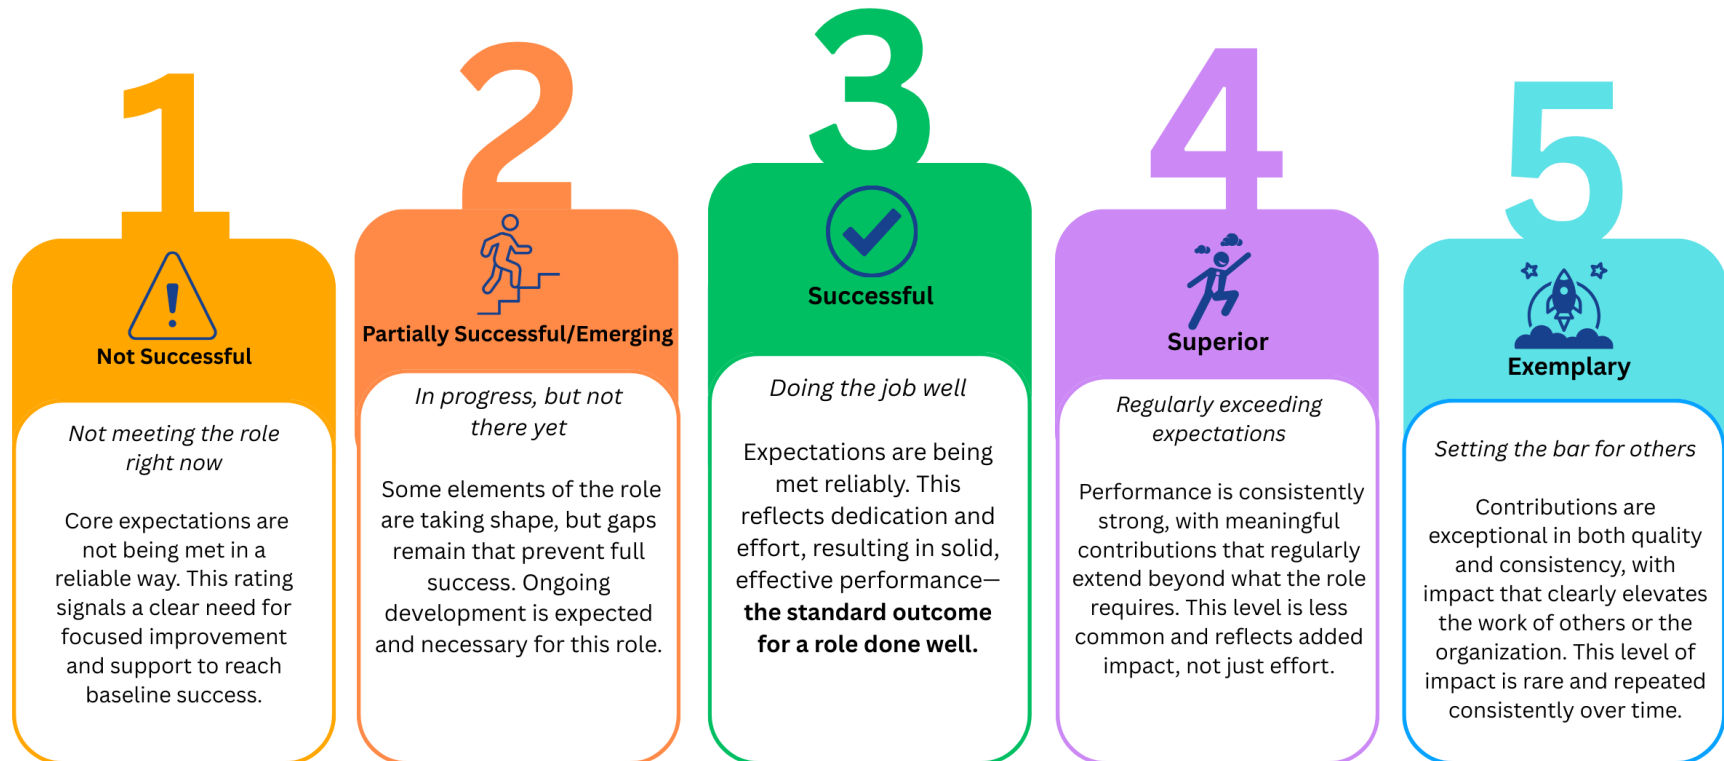 1
Not Successful
Not meeting the role
right now
Core expectations are
not being met in a
reliable way. This rating
signals a clear need for
focused improvement
and support to reach
baseline success.
2
Partially Successful/Emerging
In progress, but not
there yet
Some elements of the role
are taking shape, but gaps
remain that prevent full
success. Ongoing
development is expected
and necessary for this role.
3
Successful
Doing the job well
Expectations are being
met reliably. This
reflects dedication and
effort, resulting in solid,
effective performance—
the standard outcome
for a role done well.
4
Superior
Regularly exceeding
expectations
Performance is consistently
strong, with meaningful
contributions that regularly
extend beyond what the role
requires. This level is less
common and reflects added
impact, not just effort.
5
Exemplary
Setting the bar for others
Contributions are
exceptional in both quality
and consistency, with
impact that clearly elevates
the work of others or the
organization. This level of
impact is rare and repeated
consistently over time.